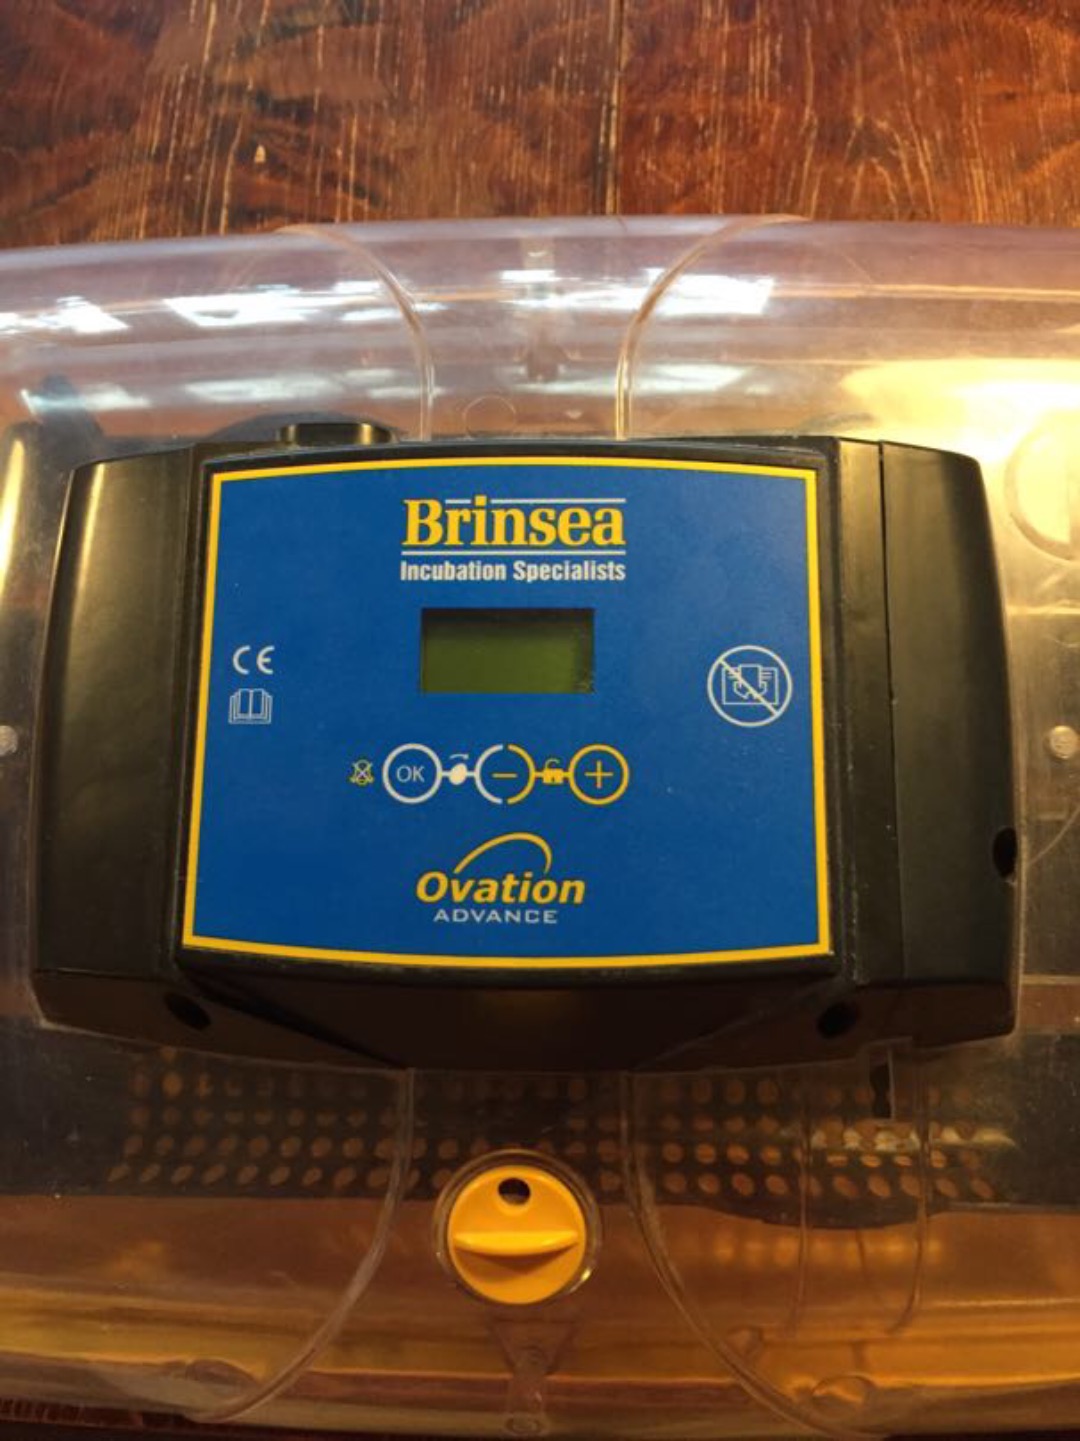 Brinsea
Incubation Specialists
CE
OK
−
+
Ovation
ADVANCE